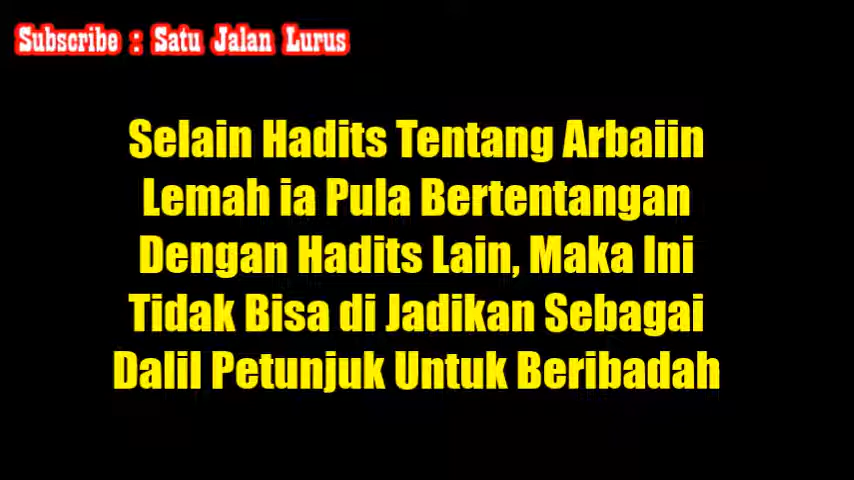 Subscribe : Satu Jalan Lurus
Selain Hadits Tentang Arbaiin
Lemah ia Pula Bertentangan
Dengan Hadits Lain, Maka Ini
Tidak Bisa di Jadikan Sebagai
Dalil Petunjuk Untuk Beribadah